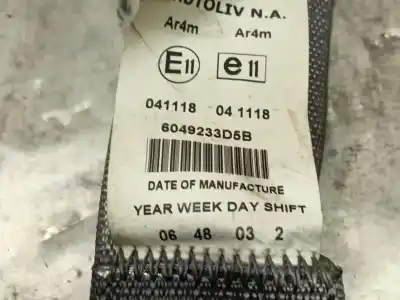 AUTOLIV N.A.
Ar4m Ar4m
E11 e11
041118 04 1118
6049233D5B
DATE OF MANUFACTURE
YEAR WEEK DAY SHIFT
06 48 03 2